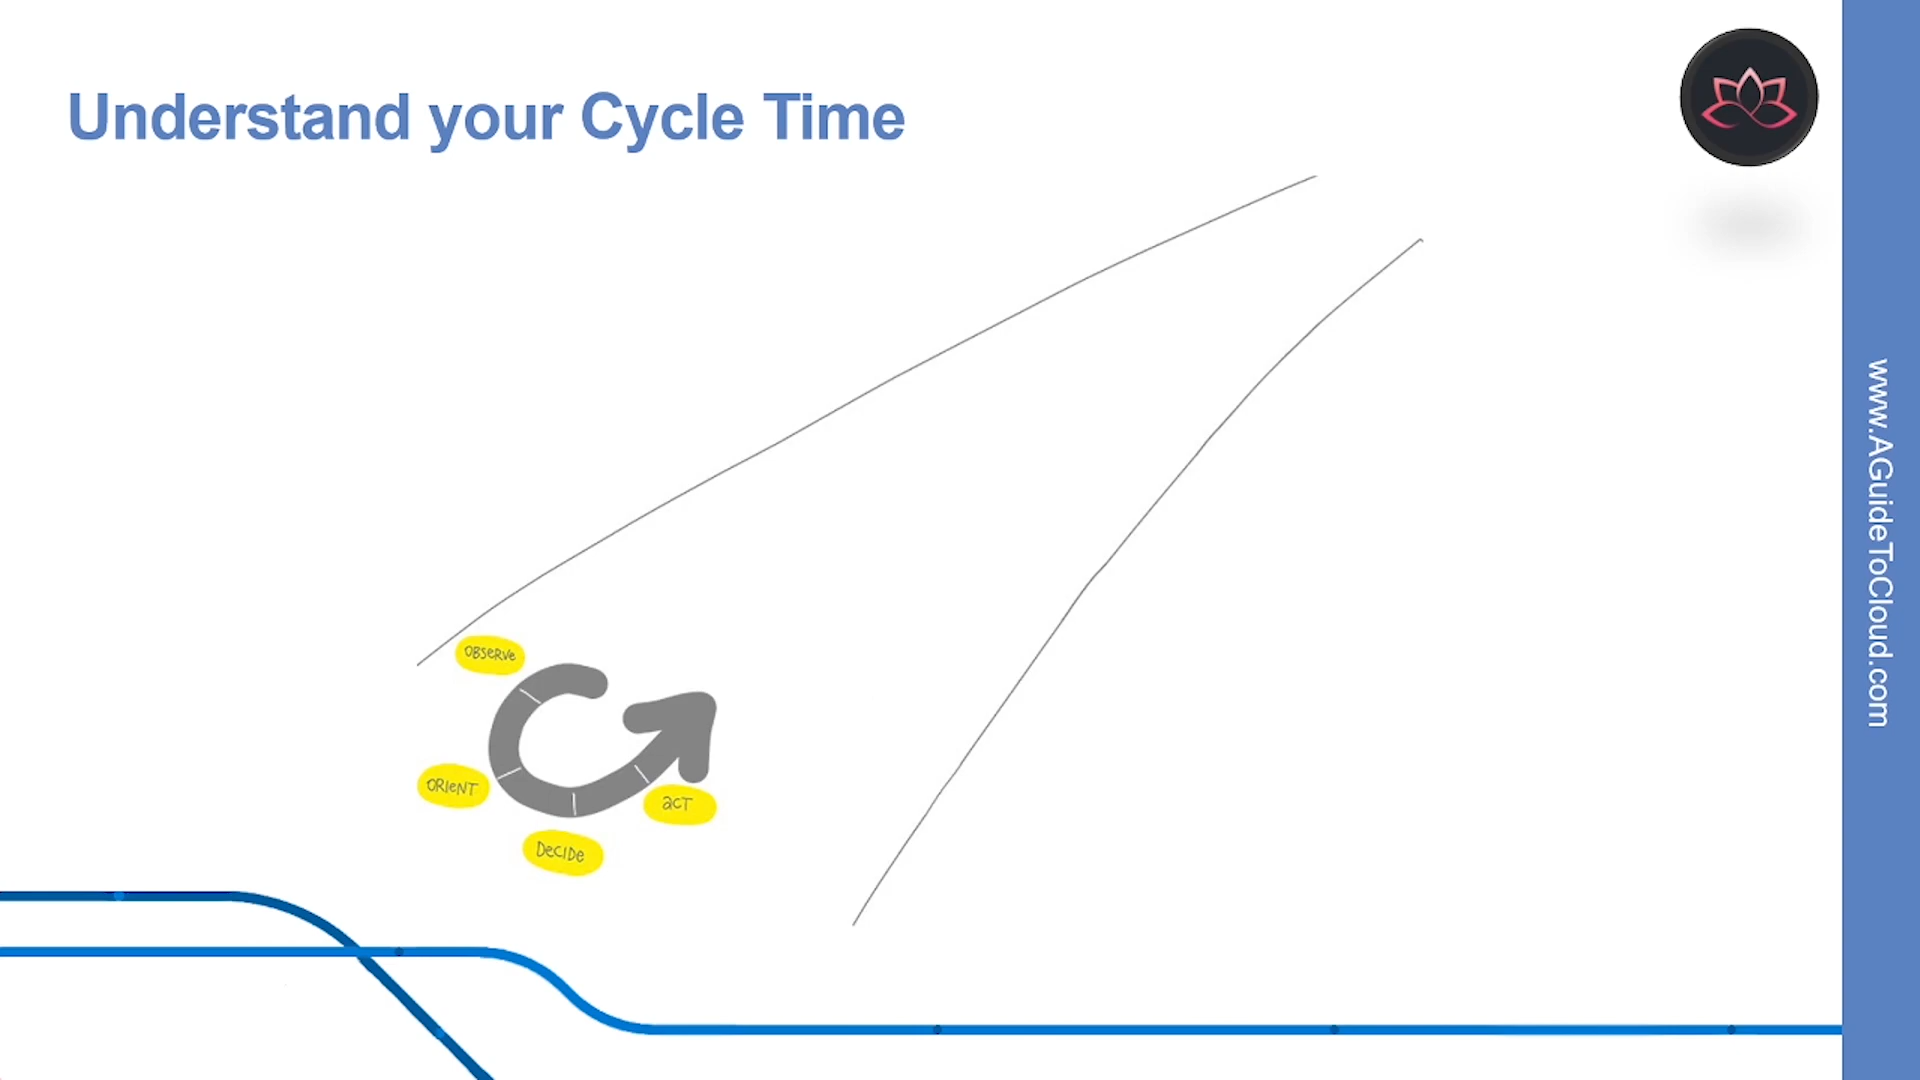 Understand your Cycle Time
OBSERVE
ORIENT
DECIDE
ACT
www.AGuideToCloud.com